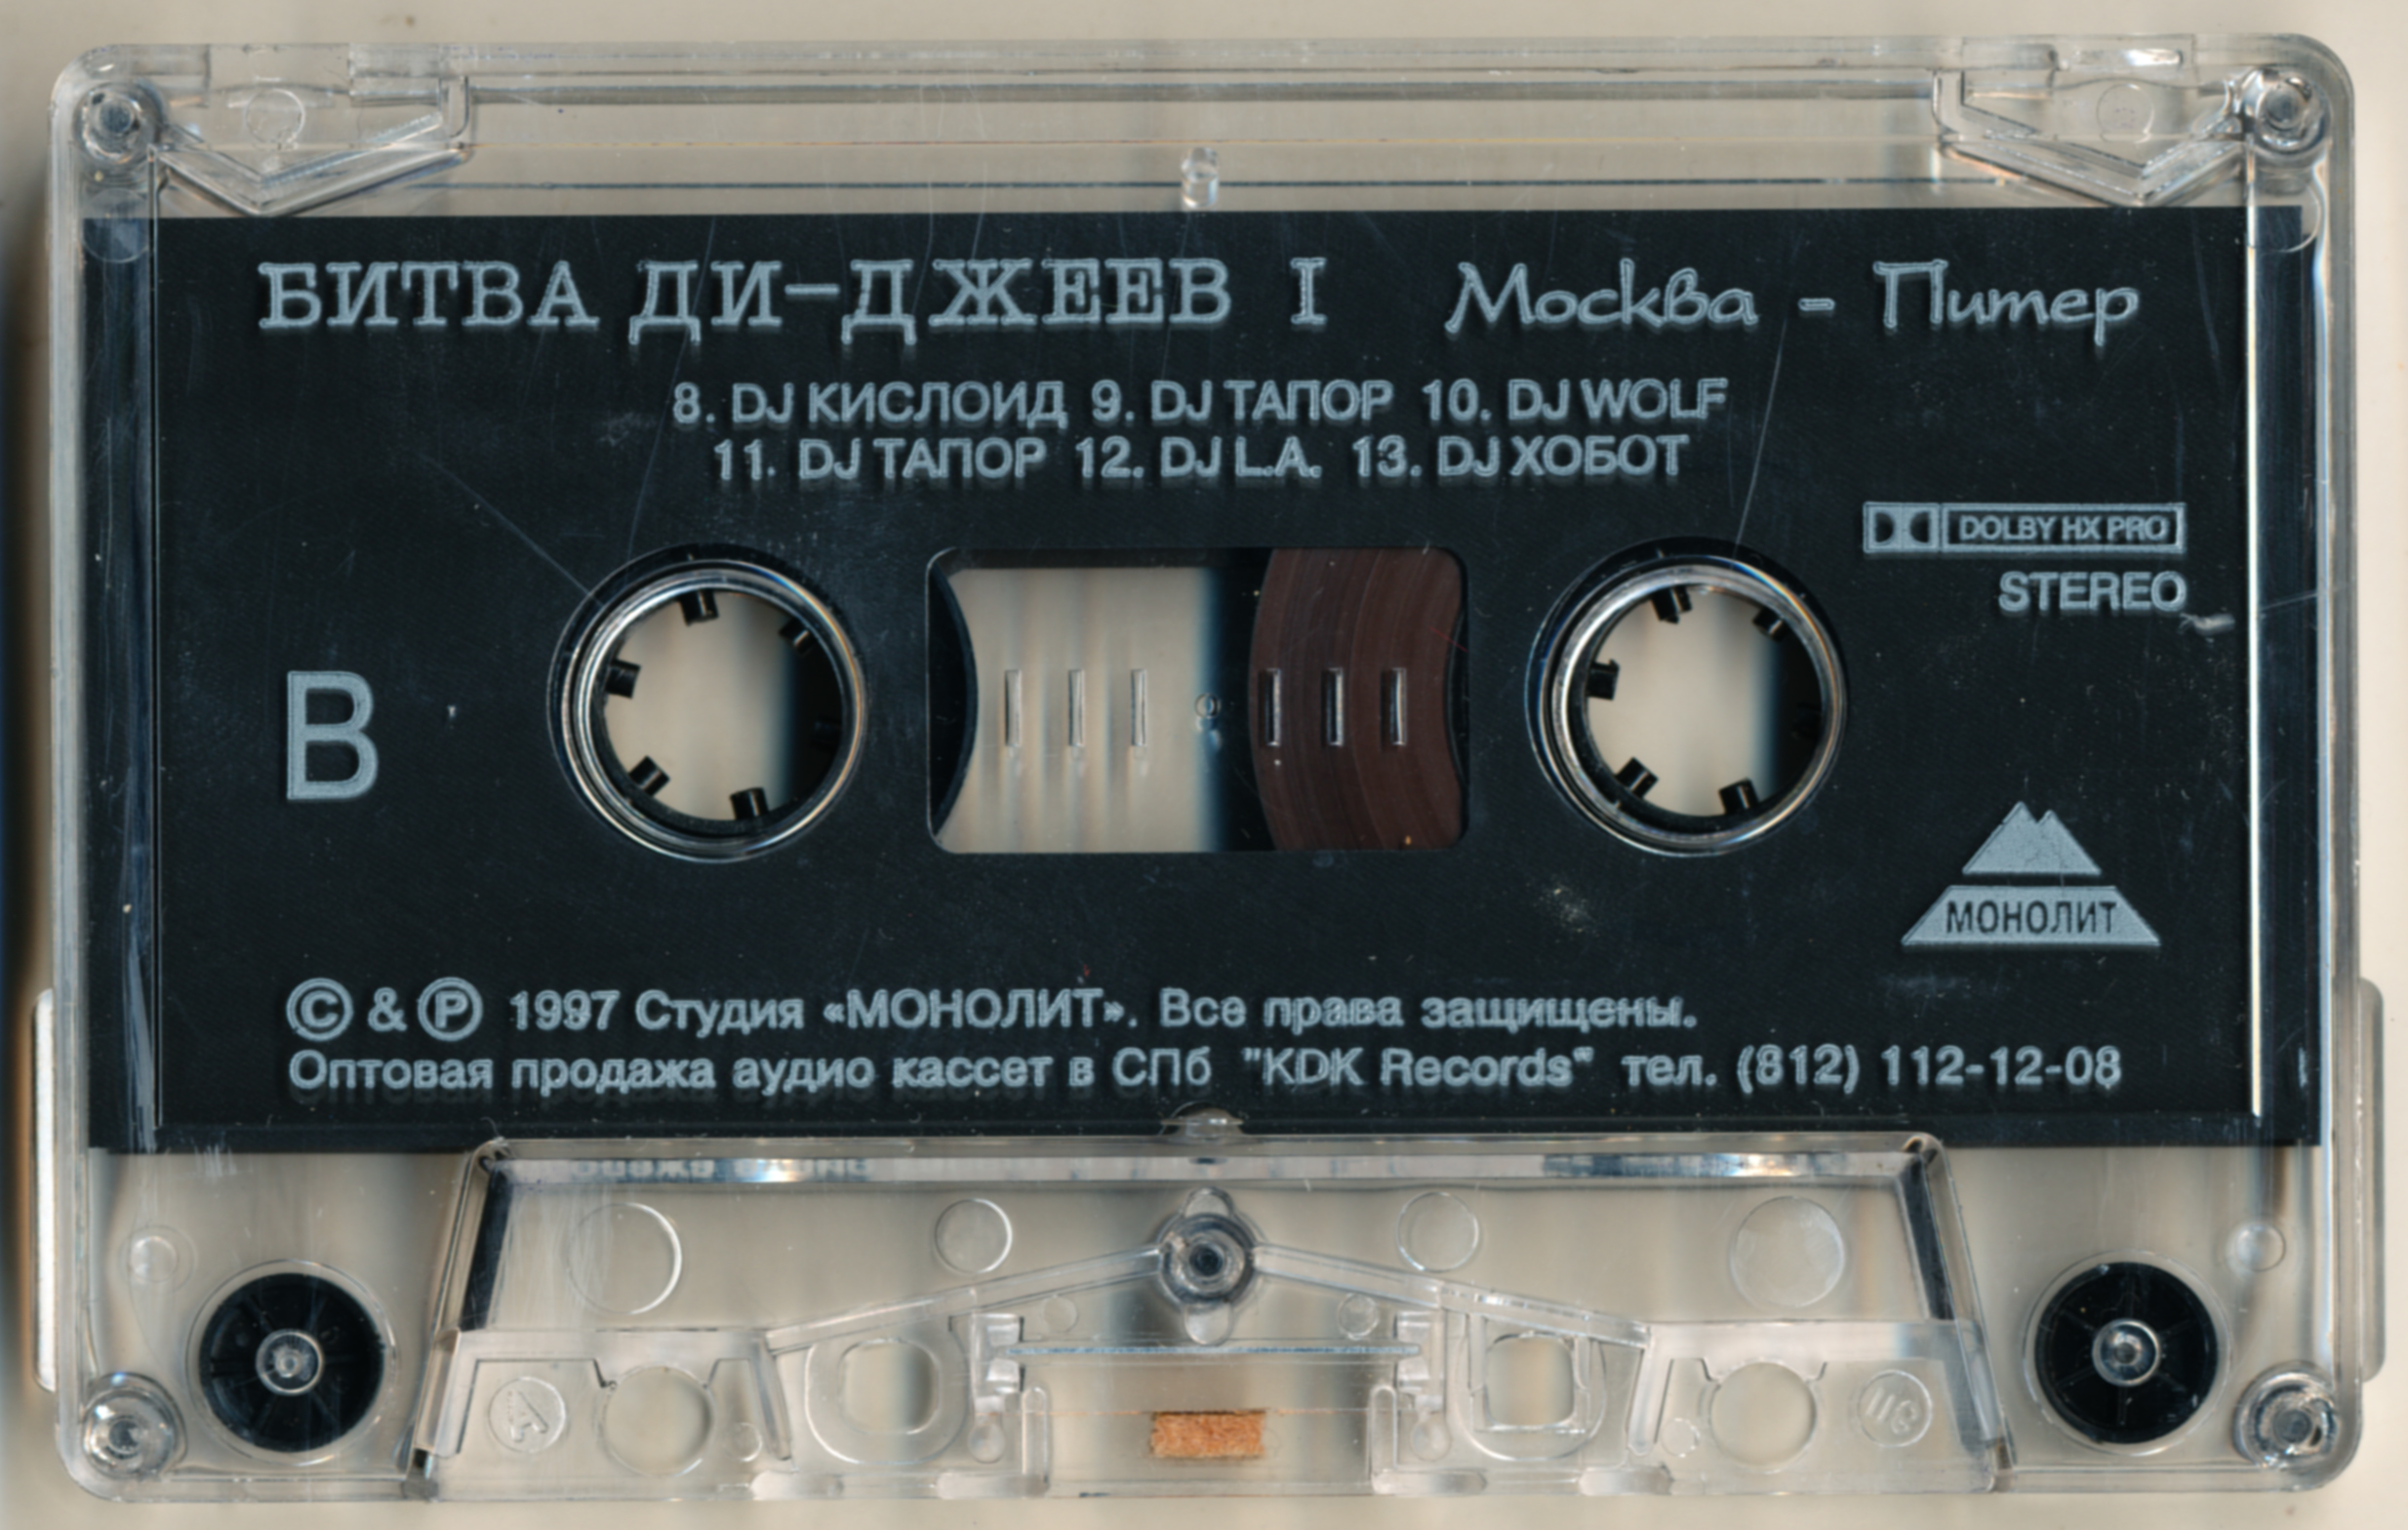 БИТВА ДИ-ДЖЕЕВ I Москва - Питер
8. DJ КИСЛОИД 9. DJ ТАПОР 10. DJ WOLF
11. DJ ТАПОР 12. DJ L.A. 13. DJ ХОБОТ
DOLBY HX PRO
STEREO
B
МОНОЛИТ
© & ℗ 1997 Студия «МОНОЛИТ». Все права защищены.
Оптовая продажа аудио кассет в СПб "KDK Records" тел. (812) 112-12-08
A